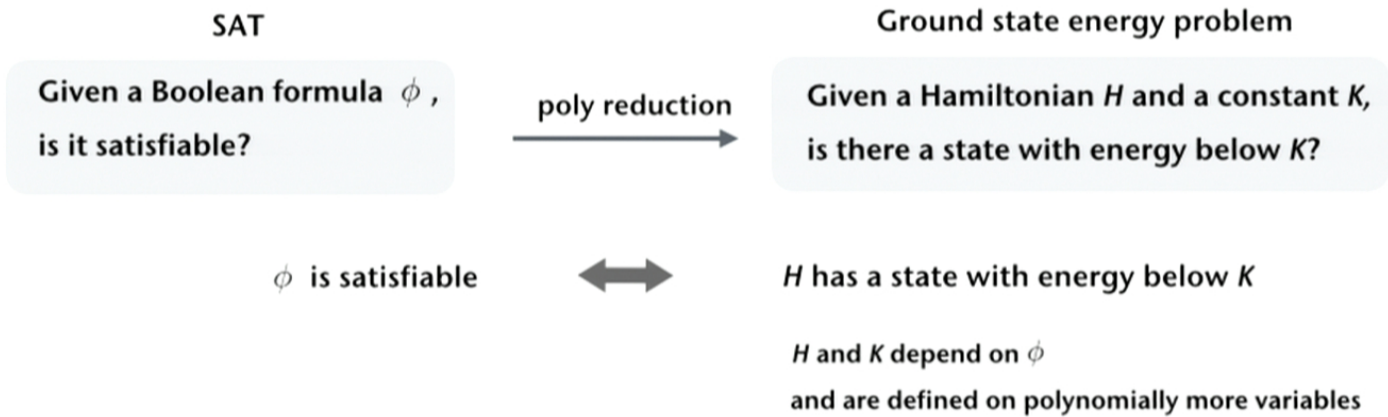 SAT
Given a Boolean formula ϕ ,
is it satisfiable?
poly reduction
Ground state energy problem
Given a Hamiltonian H and a constant K,
is there a state with energy below K?
ϕ is satisfiable
H has a state with energy below K
H and K depend on ϕ
and are defined on polynomially more variables